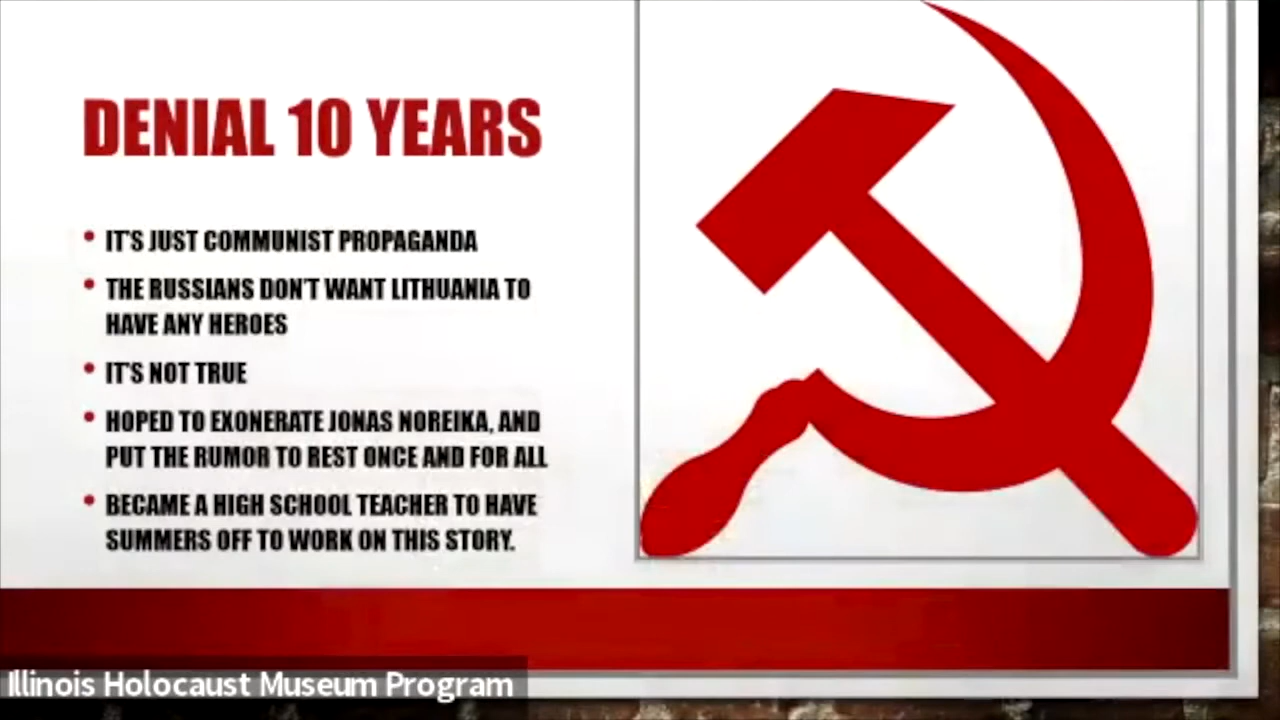 DENIAL 10 YEARS
• IT'S JUST COMMUNIST PROPAGANDA
• THE RUSSIANS DON'T WANT LITHUANIA TO
HAVE ANY HEROES
• IT'S NOT TRUE
• HOPED TO EXONERATE JONAS NOREIKA, AND
PUT THE RUMOR TO REST ONCE AND FOR ALL
• BECAME A HIGH SCHOOL TEACHER TO HAVE
SUMMERS OFF TO WORK ON THIS STORY.
Illinois Holocaust Museum Program